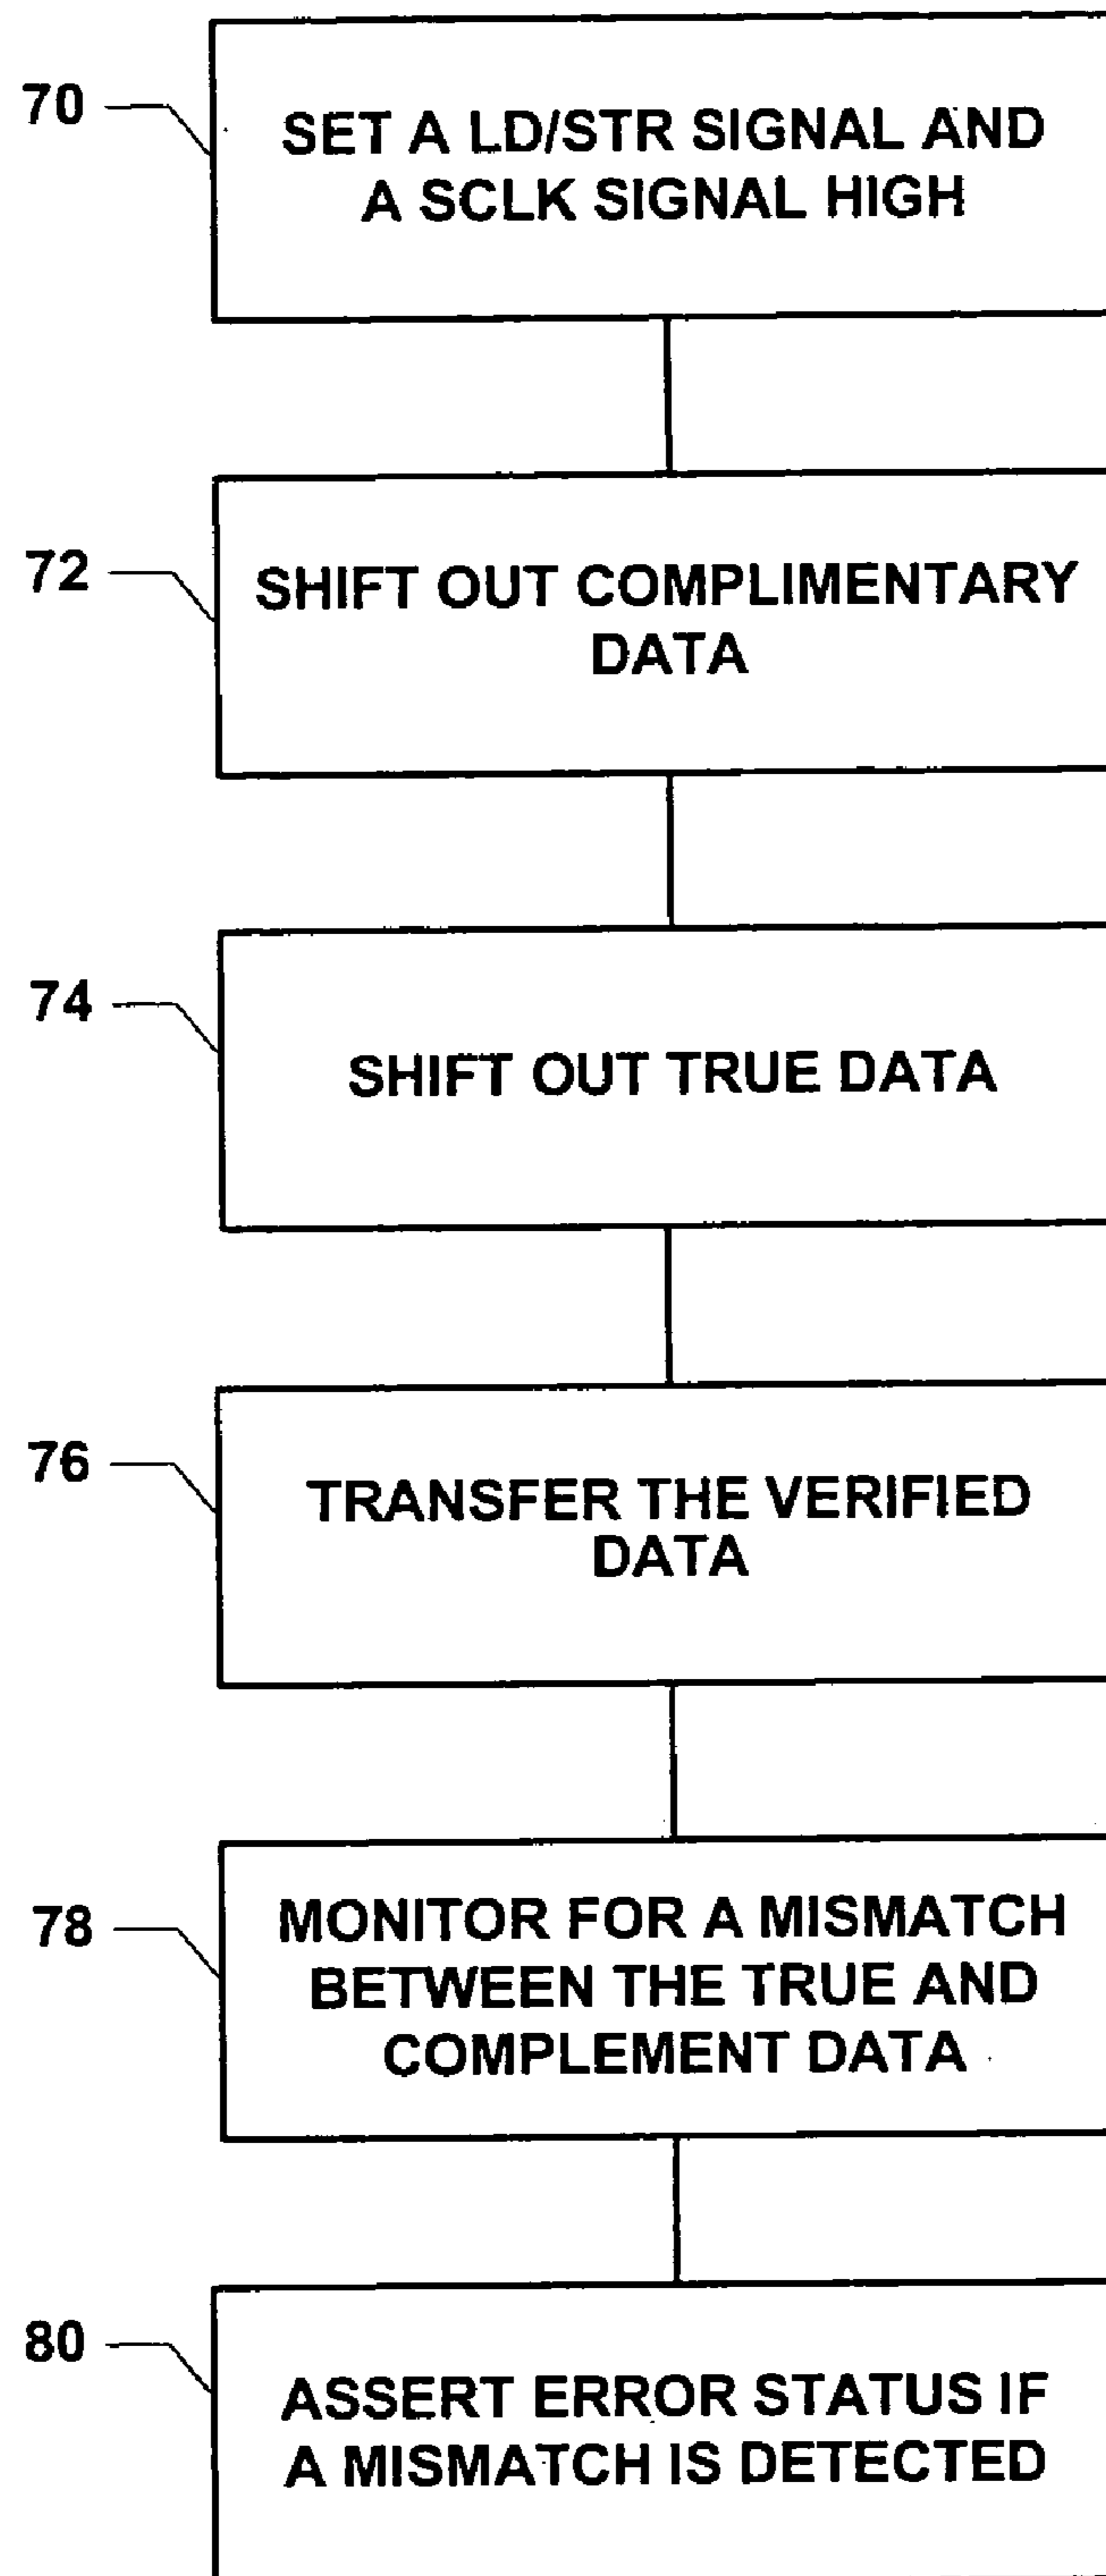 70
SET A LD/STR SIGNAL AND
A SCLK SIGNAL HIGH
72
SHIFT OUT COMPLIMENTARY
DATA
74
SHIFT OUT TRUE DATA
76
TRANSFER THE VERIFIED
DATA
78
MONITOR FOR A MISMATCH
BETWEEN THE TRUE AND
COMPLEMENT DATA
80
ASSERT ERROR STATUS IF
A MISMATCH IS DETECTED